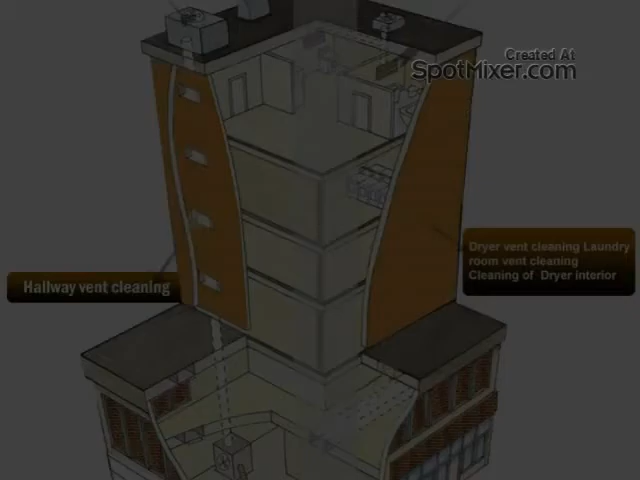 Created At
SpotMixer.com
Dryer vent cleaning Laundry
room vent cleaning
Cleaning of Dryer interior
Hallway vent cleaning